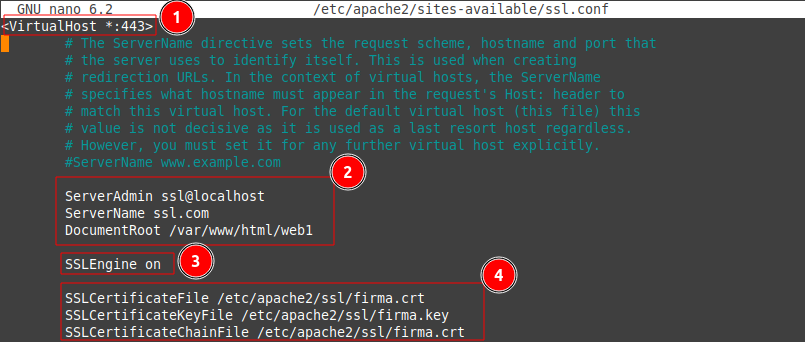 GNU nano 6.2 /etc/apache2/sites-available/ssl.conf
<VirtualHost *:443> 1
# The ServerName directive sets the request scheme, hostname and port that
# the server uses to identify itself. This is used when creating
# redirection URLs. In the context of virtual hosts, the ServerName
# specifies what hostname must appear in the request's Host: header to
# match this virtual host. For the default virtual host (this file) this
# value is not decisive as it is used as a last resort host regardless.
# However, you must set it for any further virtual host explicitly.
#ServerName www.example.com
2
ServerAdmin ssl@localhost
ServerName ssl.com
DocumentRoot /var/www/html/web1
SSLEngine on 3
4
SSLCertificateFile /etc/apache2/ssl/firma.crt
SSLCertificateKeyFile /etc/apache2/ssl/firma.key
SSLCertificateChainFile /etc/apache2/ssl/firma.crt